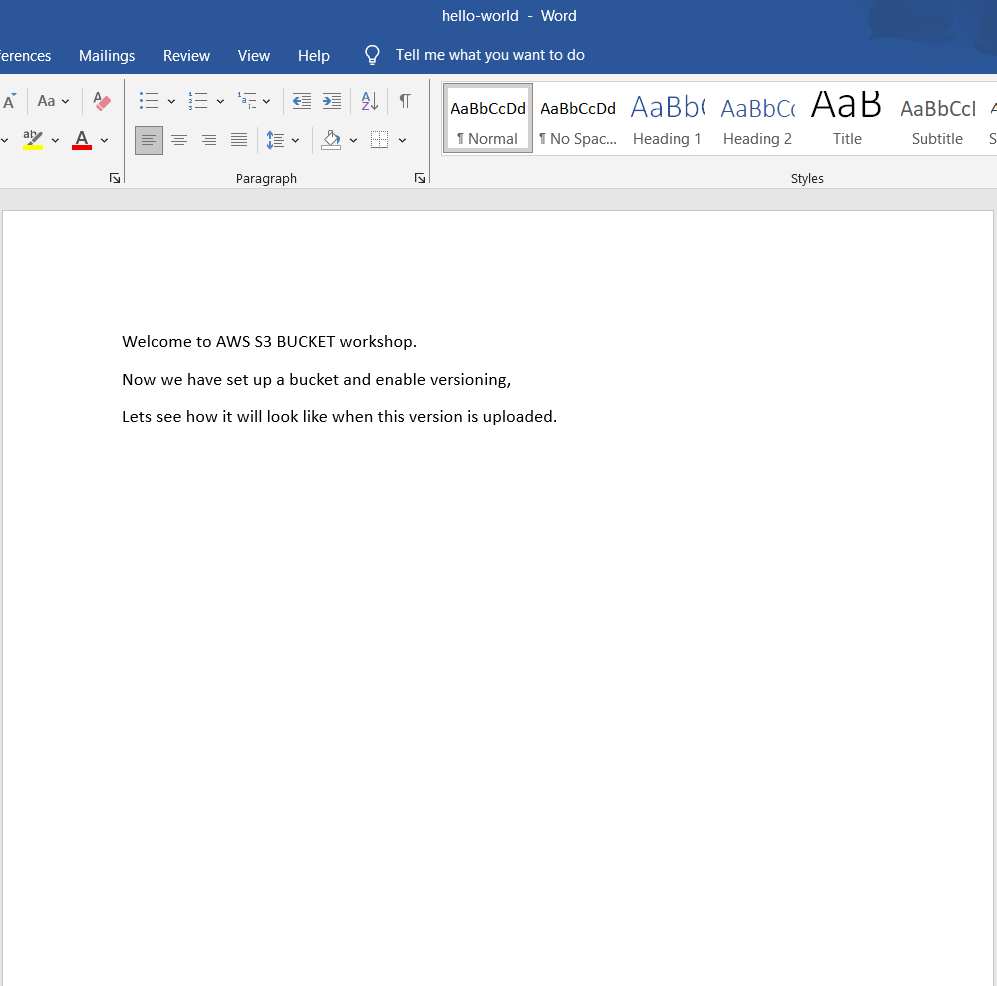 hello-world - Word
ferences Mailings Review View Help Tell me what you want to do
Aa
Paragraph
Styles
AaBbCcDd AaBbCcDd AaBb( AaBbC( AaB AaBbCcI
¶ Normal ¶ No Spac... Heading 1 Heading 2 Title Subtitle
Welcome to AWS S3 BUCKET workshop.
Now we have set up a bucket and enable versioning,
Lets see how it will look like when this version is uploaded.